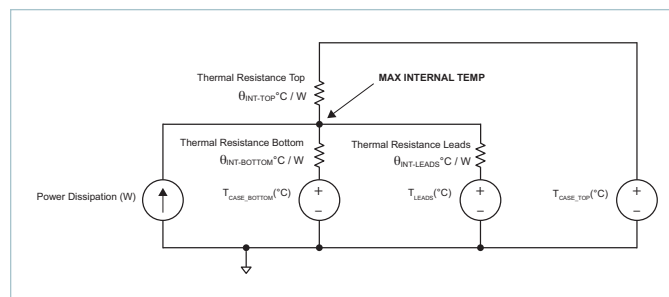 Thermal Resistance Top
θINT-TOP°C / W
MAX INTERNAL TEMP
Thermal Resistance Bottom
θINT-BOTTOM°C / W
Thermal Resistance Leads
θINT-LEADS°C / W
Power Dissipation (W)
TCASE_BOTTOM(°C)
+
–
TLEADS(°C)
+
–
TCASE_TOP(°C)
+
–